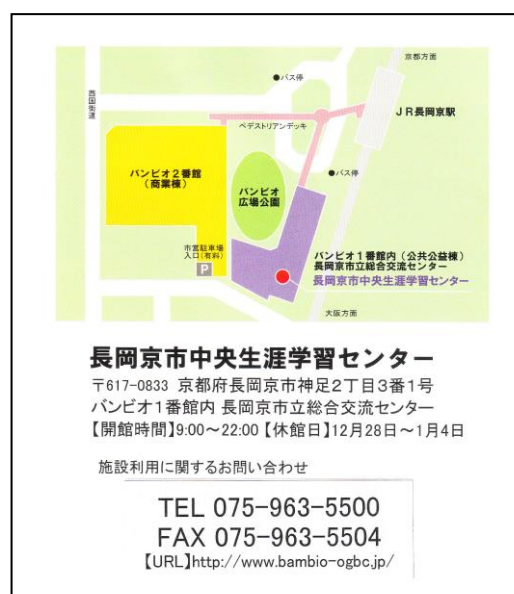 京都方面
●バス停
西国街道
JR長岡京駅
ペデストリアンデッキ
バンビオ2番館
(商業棟)
バンビオ
広場公園
●バス停
市営駐車場
入口(有料)
P
バンビオ1番館内(公共公益棟)
長岡京市立総合交流センター
長岡京市中央生涯学習センター
大阪方面
長岡京市中央生涯学習センター
〒617-0833 京都府長岡京市神足2丁目3番1号
バンビオ1番館内 長岡京市立総合交流センター
【開館時間】9:00～22:00【休館日】12月28日～1月4日
施設利用に関するお問い合わせ
TEL 075-963-5500
FAX 075-963-5504
【URL】http://www.bambio-ogbc.jp/